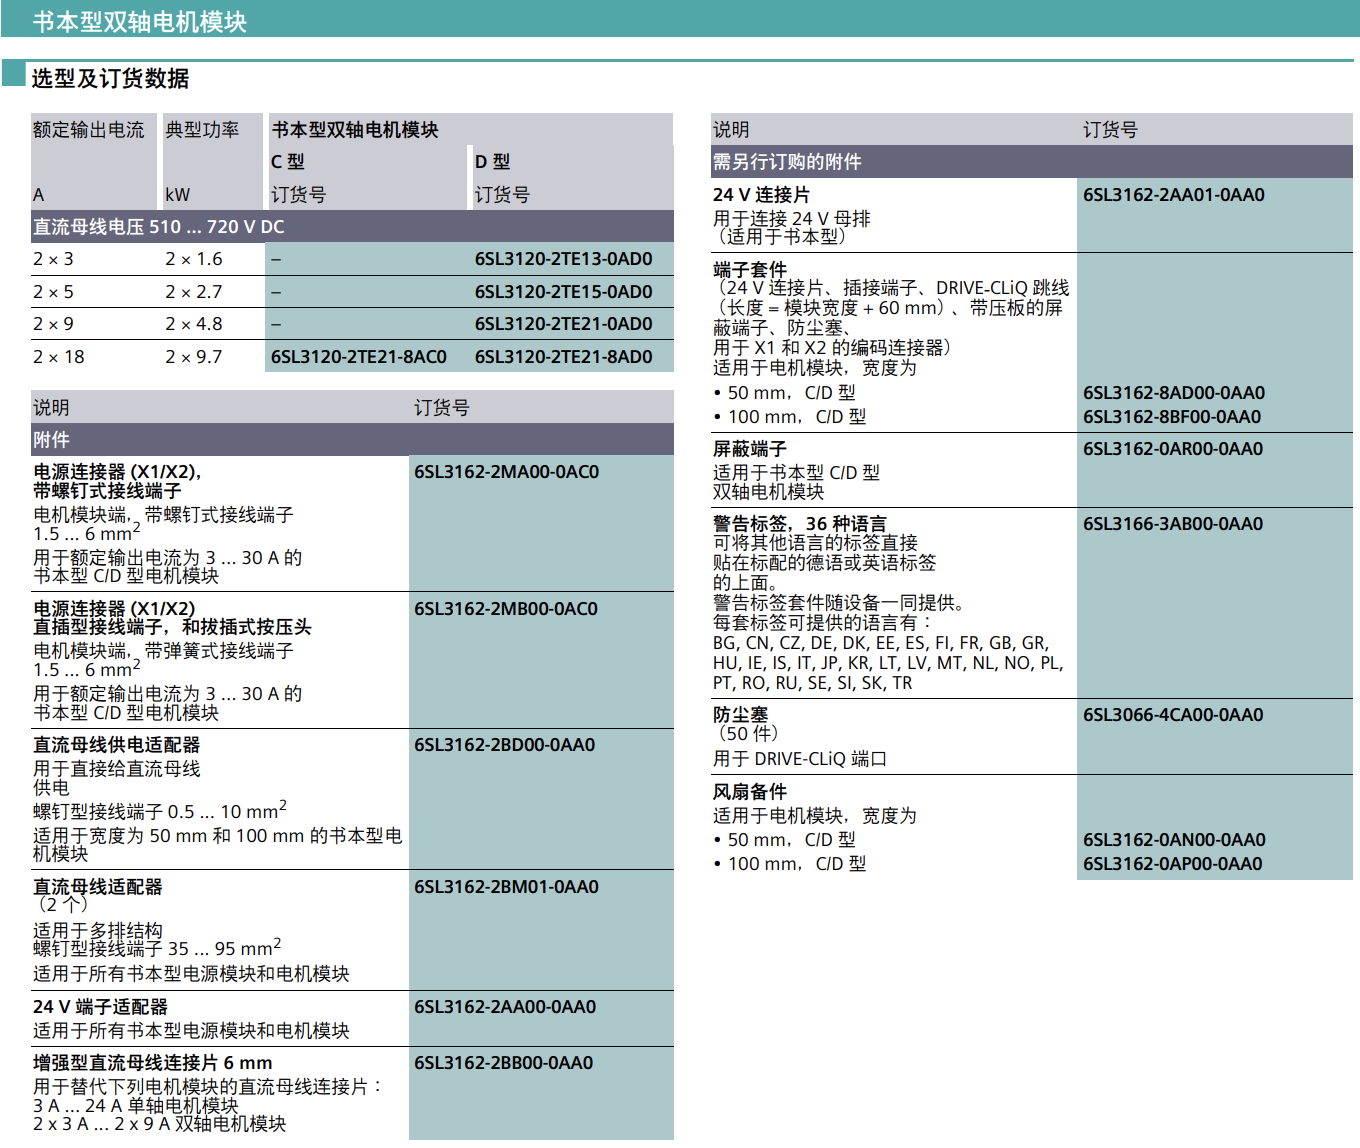 书本型双轴电机模块
选型及订货数据
额定输出电流 典型功率 书本型双轴电机模块
C 型 D 型
A kW 订货号 订货号
直流母线电压 510 ... 720 V DC
2 × 3 2 × 1.6 – 6SL3120-2TE13-0AD0
2 × 5 2 × 2.7 – 6SL3120-2TE15-0AD0
2 × 9 2 × 4.8 – 6SL3120-2TE21-0AD0
2 × 18 2 × 9.7 6SL3120-2TE21-8AC0 6SL3120-2TE21-8AD0
说明 订货号
附件
电源连接器 (X1/X2), 6SL3162-2MA00-0AC0
带螺钉式接线端子
电机模块端，带螺钉式接线端子
1.5 ... 6 mm²
用于额定输出电流为 3 ... 30 A 的
书本型 C/D 型电机模块
电源连接器 (X1/X2) 6SL3162-2MB00-0AC0
直插型接线端子，和拔插式按压头
电机模块端，带弹簧式接线端子
1.5 ... 6 mm²
用于额定输出电流为 3 ... 30 A 的
书本型 C/D 型电机模块
直流母线供电适配器 6SL3162-2BD00-0AA0
用于直接给直流母线
供电
螺钉型接线端子 0.5 ... 10 mm²
适用于宽度为 50 mm 和 100 mm 的书本型电
机模块
直流母线适配器 6SL3162-2BM01-0AA0
（2 个）
适用于多排结构
螺钉型接线端子 35 ... 95 mm²
适用于所有书本型电源模块和电机模块
24 V 端子适配器 6SL3162-2AA00-0AA0
适用于所有书本型电源模块和电机模块
增强型直流母线连接片 6 mm 6SL3162-2BB00-0AA0
用于替代下列电机模块的直流母线连接片：
3 A ... 24 A 单轴电机模块
2 x 3 A ... 2 x 9 A 双轴电机模块
说明 订货号
需另行订购的附件
24 V 连接片 6SL3162-2AA01-0AA0
用于连接 24 V 母排
（适用于书本型）
端子套件
（24 V 连接片、插接端子、DRIVE-CLiQ 跳线
（长度 = 模块宽度 + 60 mm）、带压板的屏
蔽端子、防尘塞、
用于 X1 和 X2 的编码连接器）
适用于电机模块，宽度为
• 50 mm，C/D 型 6SL3162-8AD00-0AA0
• 100 mm，C/D 型 6SL3162-8BF00-0AA0
屏蔽端子 6SL3162-0AR00-0AA0
适用于书本型 C/D 型
双轴电机模块
警告标签，36 种语言 6SL3166-3AB00-0AA0
可将其他语言的标签直接
贴在标配的德语或英语标签
的上面。
警告标签套件随设备一同提供。
每套标签可提供的语言有：
BG, CN, CZ, DE, DK, EE, ES, FI, FR, GB, GR,
HU, IE, IS, IT, JP, KR, LT, LV, MT, NL, NO, PL,
PT, RO, RU, SE, SI, SK, TR
防尘塞 6SL3066-4CA00-0AA0
（50 件）
用于 DRIVE-CLiQ 端口
风扇备件
适用于电机模块，宽度为
• 50 mm，C/D 型 6SL3162-0AN00-0AA0
• 100 mm，C/D 型 6SL3162-0AP00-0AA0